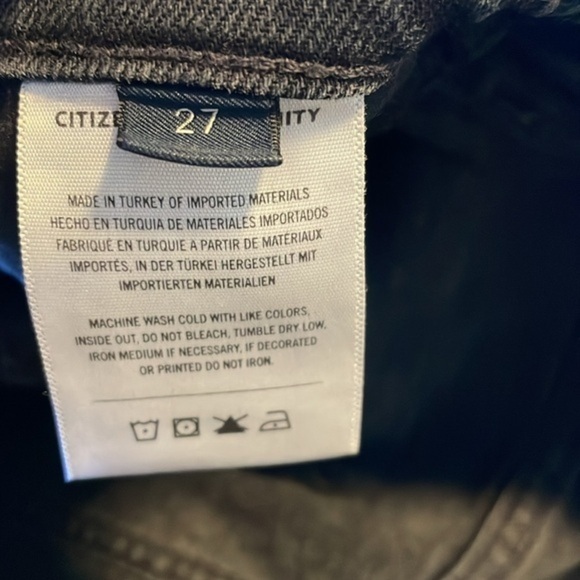 CITIZE
27
ITY
MADE IN TURKEY OF IMPORTED MATERIALS
HECHO EN TURQUIA DE MATERIALES IMPORTADOS
FABRIQUÉ EN TURQUIE A PARTIR DE MATÉRIAUX
IMPORTÉS, IN DER TÜRKEI HERGESTELLT MIT
IMPORTIERTEN MATERIALIEN
MACHINE WASH COLD WITH LIKE COLORS,
INSIDE OUT, DO NOT BLEACH, TUMBLE DRY LOW.
IRON MEDIUM IF NECESSARY, IF DECORATED
OR PRINTED DO NOT IRON.